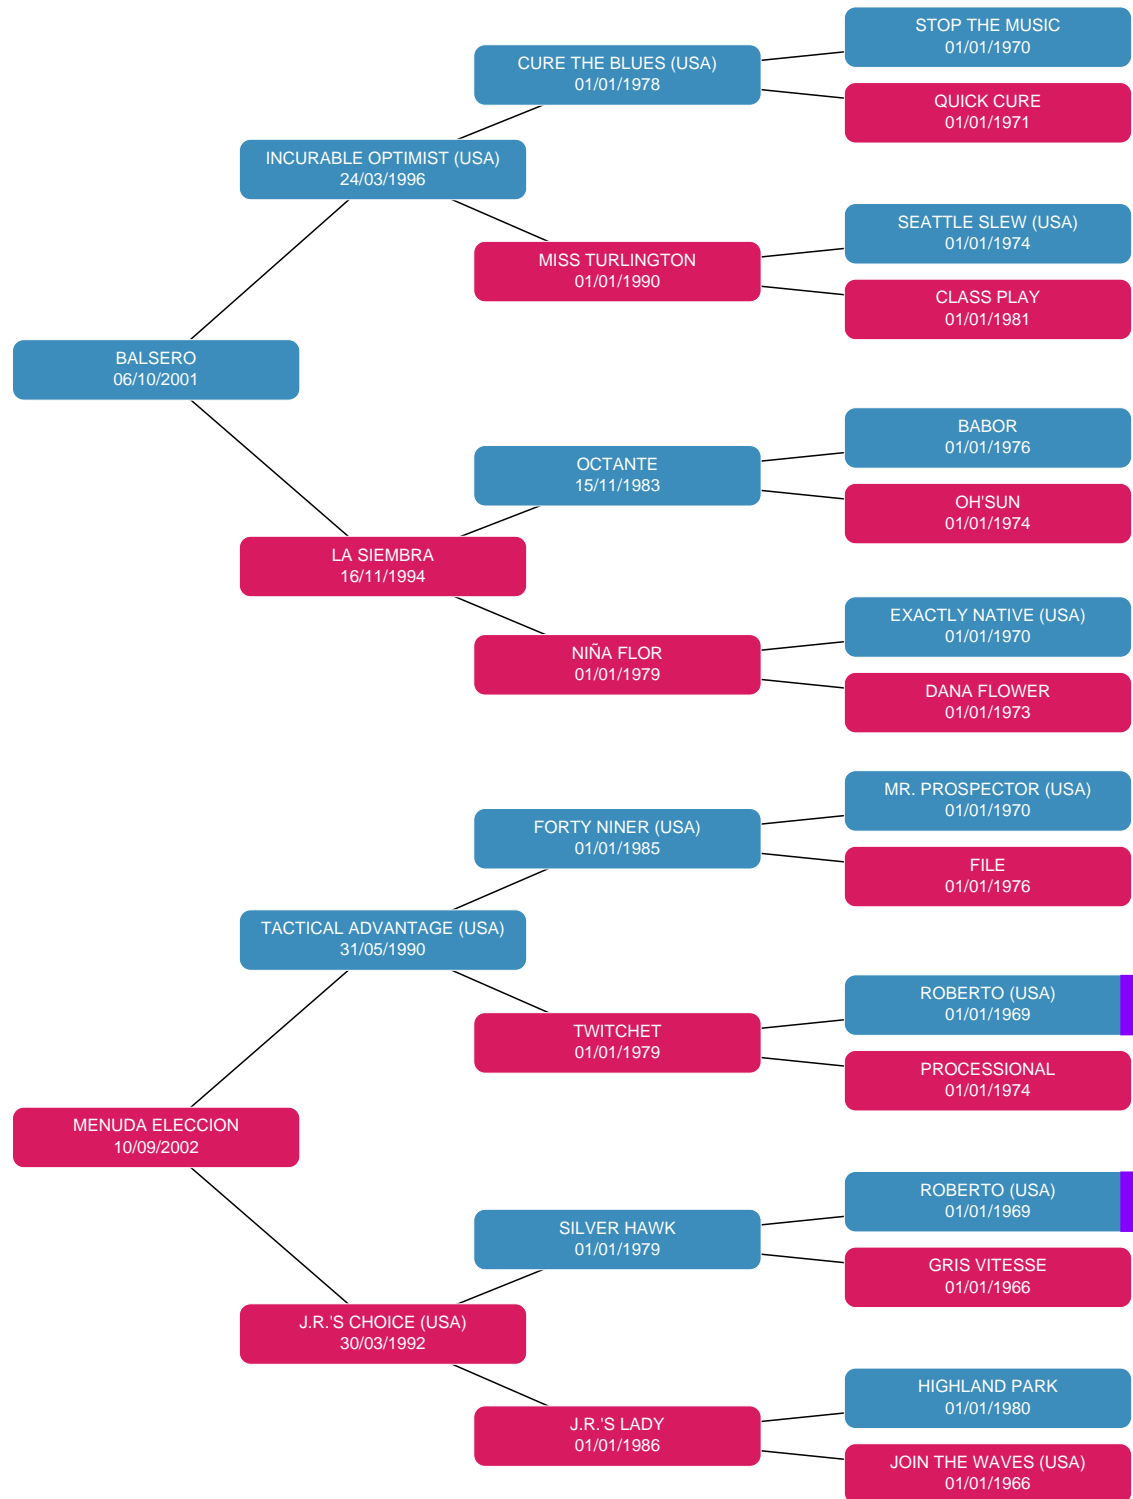 STOP THE MUSIC
01/01/1970
CURE THE BLUES (USA)
01/01/1978
QUICK CURE
01/01/1971
INCURABLE OPTIMIST (USA)
24/03/1996
SEATTLE SLEW (USA)
01/01/1974
MISS TURLINGTON
01/01/1990
CLASS PLAY
01/01/1981
BALSERO
06/10/2001
BABOR
01/01/1976
OCTANTE
15/11/1983
OH'SUN
01/01/1974
LA SIEMBRA
16/11/1994
EXACTLY NATIVE (USA)
01/01/1970
NIÑA FLOR
01/01/1979
DANA FLOWER
01/01/1973
MR. PROSPECTOR (USA)
01/01/1970
FORTY NINER (USA)
01/01/1985
FILE
01/01/1976
TACTICAL ADVANTAGE (USA)
31/05/1990
ROBERTO (USA)
01/01/1969
TWITCHET
01/01/1979
PROCESSIONAL
01/01/1974
MENUDA ELECCION
10/09/2002
ROBERTO (USA)
01/01/1969
SILVER HAWK
01/01/1979
GRIS VITESSE
01/01/1966
J.R.'S CHOICE (USA)
30/03/1992
HIGHLAND PARK
01/01/1980
J.R.'S LADY
01/01/1986
JOIN THE WAVES (USA)
01/01/1966